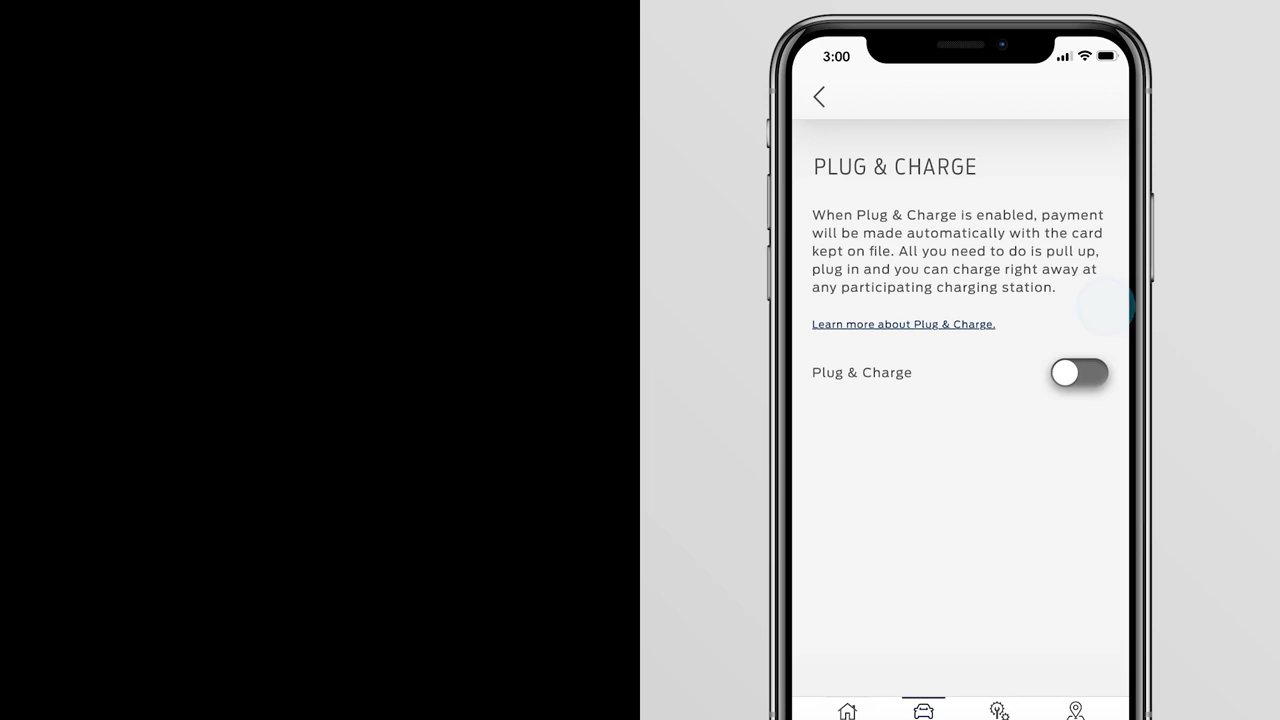 3:00
PLUG & CHARGE
When Plug & Charge is enabled, payment
will be made automatically with the card
kept on file. All you need to do is pull up,
plug in and you can charge right away at
any participating charging station.
Learn more about Plug & Charge.
Plug & Charge